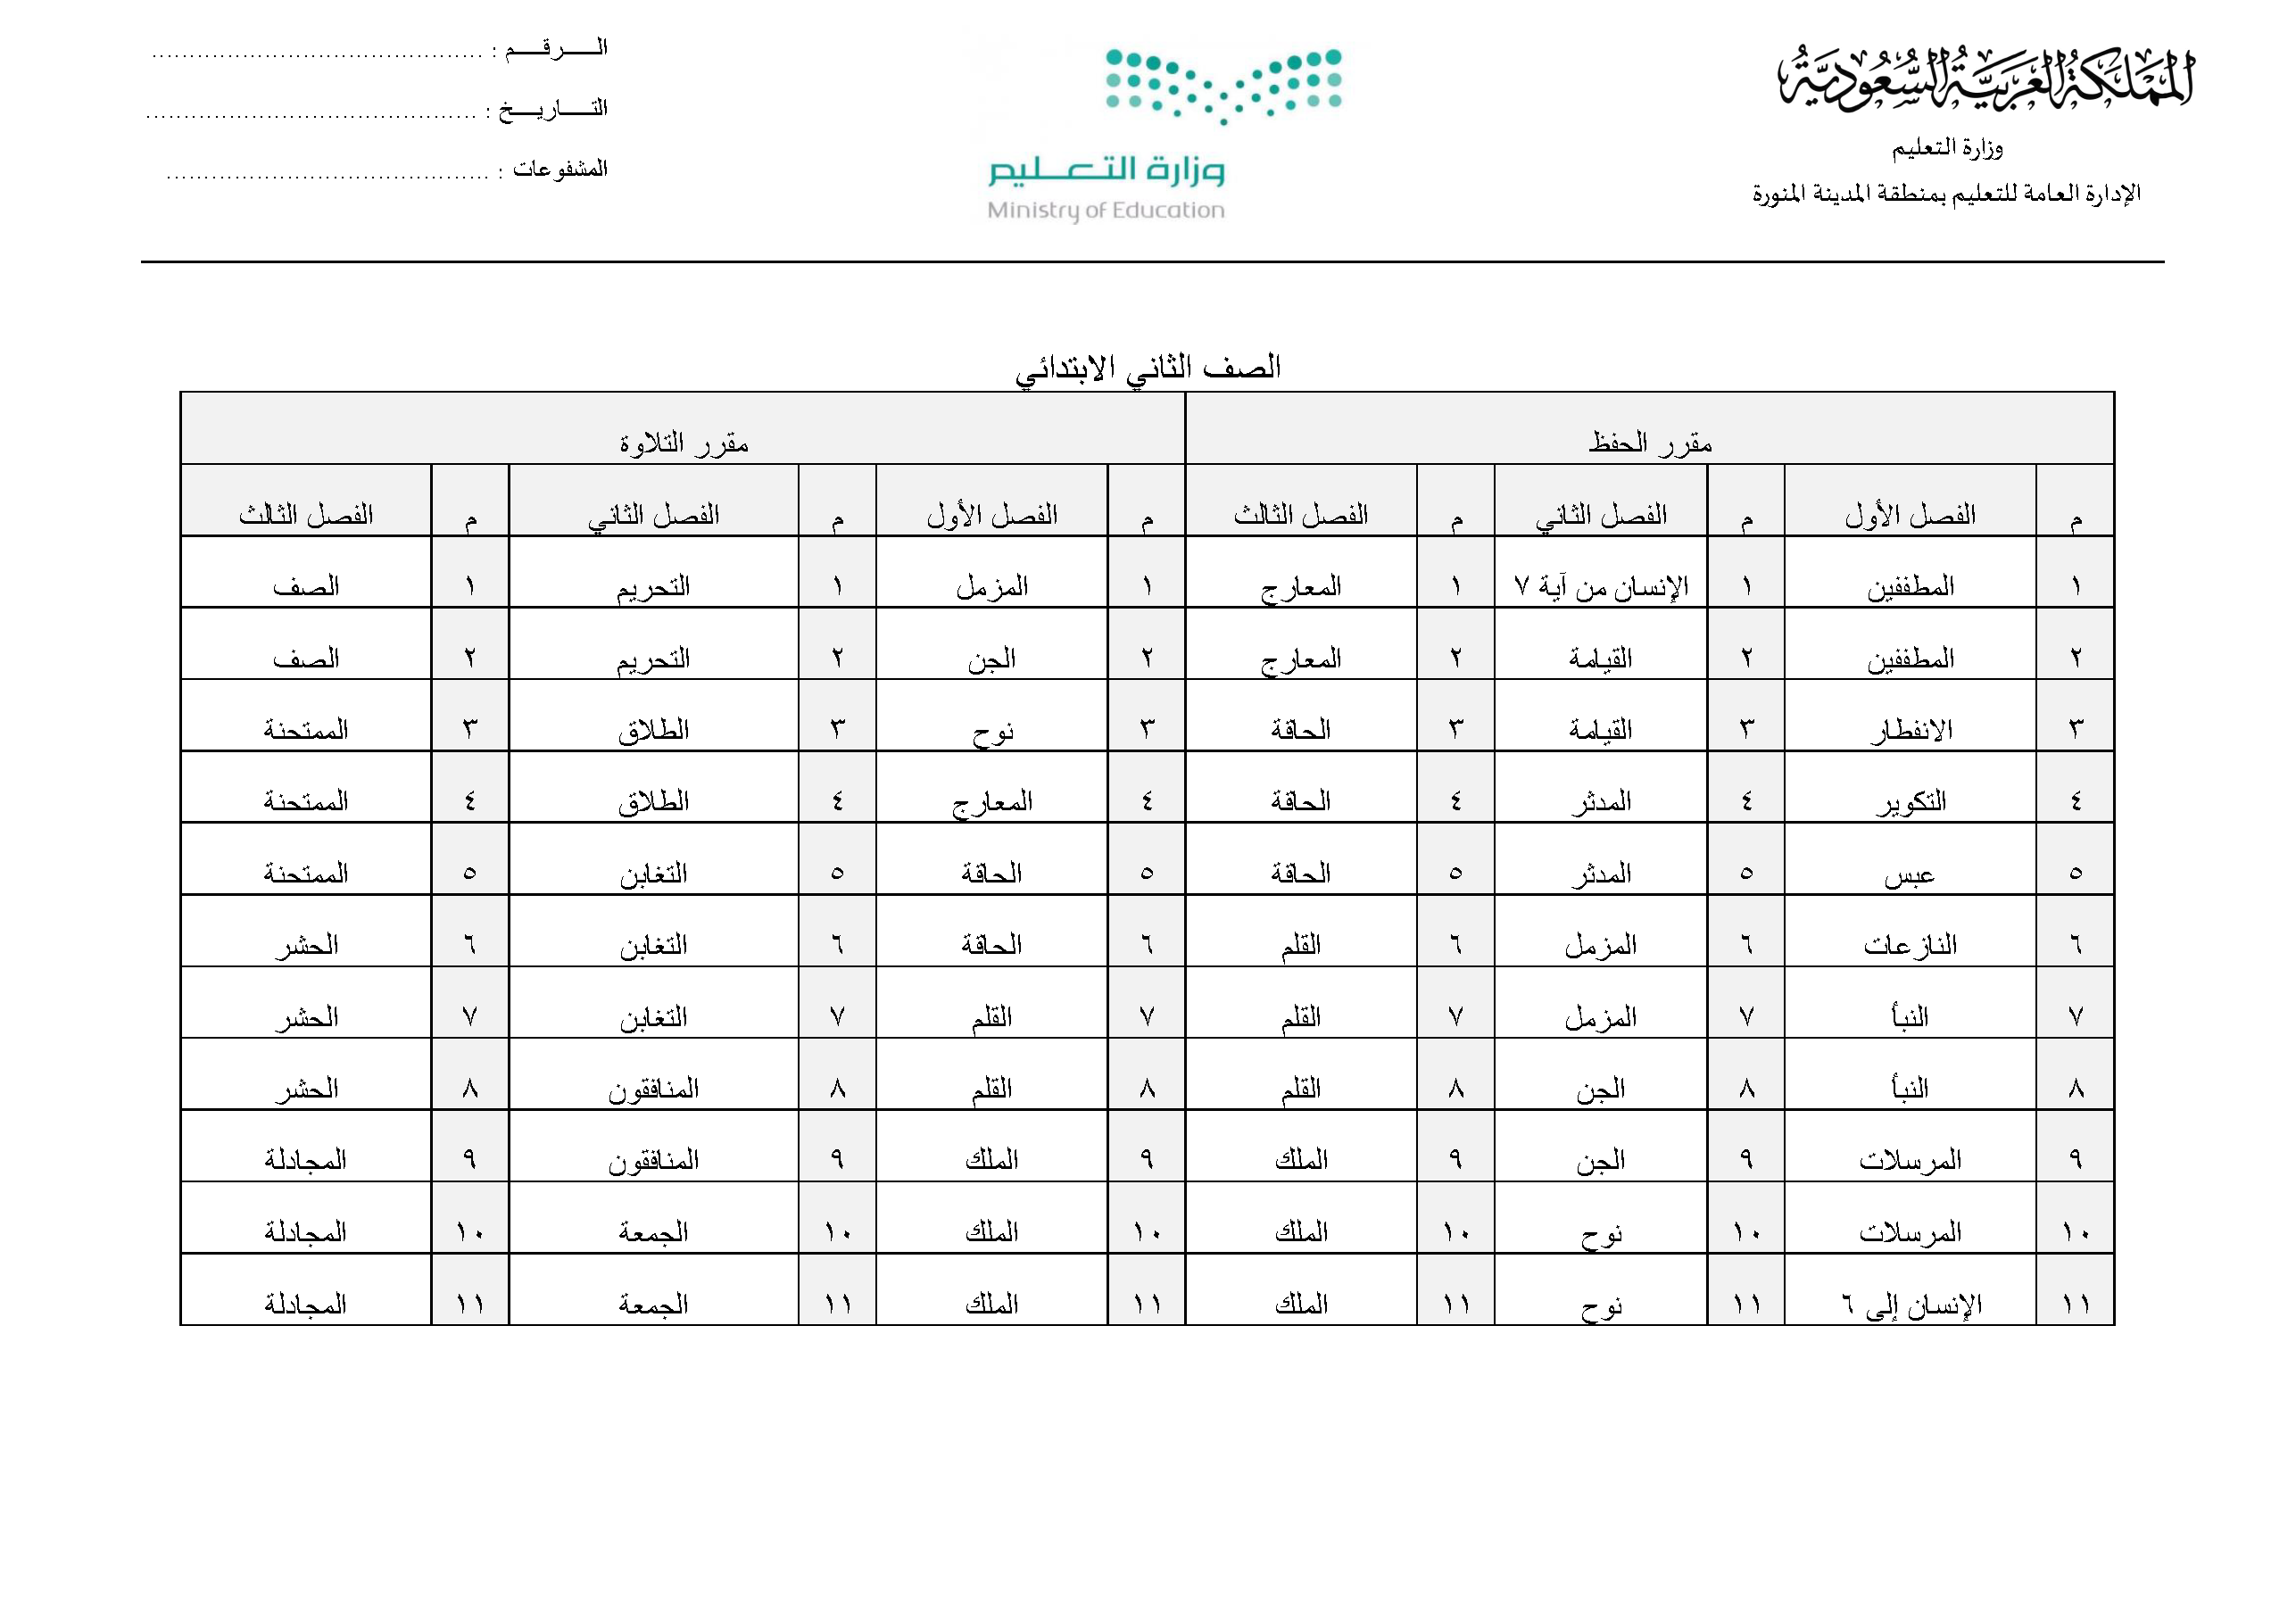 المملكة العربية السعودية
وزارة التعليم
الإدارة العامة للتعليم بمنطقة المدينة المنورة
وزارة التعليم
Ministry of Education
الرقم : ............................................
التاريخ : ............................................
المشفوعات : ...........................................
الصف الثاني الابتدائي
مقرر الحفظ مقرر التلاوة
م الفصل الأول م الفصل الثاني م الفصل الثالث م الفصل الأول م الفصل الثاني م الفصل الثالث
١ المطففين ١ الإنسان من آية ٧ ١ المعارج ١ المزمل ١ التحريم ١ الصف
٢ المطففين ٢ القيامة ٢ المعارج ٢ الجن ٢ التحريم ٢ الصف
٣ الانفطار ٣ القيامة ٣ الحاقة ٣ نوح ٣ الطلاق ٣ الممتحنة
٤ التكوير ٤ المدثر ٤ الحاقة ٤ المعارج ٤ الطلاق ٤ الممتحنة
٥ عبس ٥ المدثر ٥ الحاقة ٥ الحاقة ٥ التغابن ٥ الممتحنة
٦ النازعات ٦ المزمل ٦ القلم ٦ الحاقة ٦ التغابن ٦ الحشر
٧ النبأ ٧ المزمل ٧ القلم ٧ القلم ٧ التغابن ٧ الحشر
٨ النبأ ٨ الجن ٨ القلم ٨ القلم ٨ المنافقون ٨ الحشر
٩ المرسلات ٩ الجن ٩ الملك ٩ الملك ٩ المنافقون ٩ المجادلة
١٠ المرسلات ١٠ نوح ١٠ الملك ١٠ الملك ١٠ الجمعة ١٠ المجادلة
١١ الإنسان إلى ٦ ١١ نوح ١١ الملك ١١ الملك ١١ الجمعة ١١ المجادلة